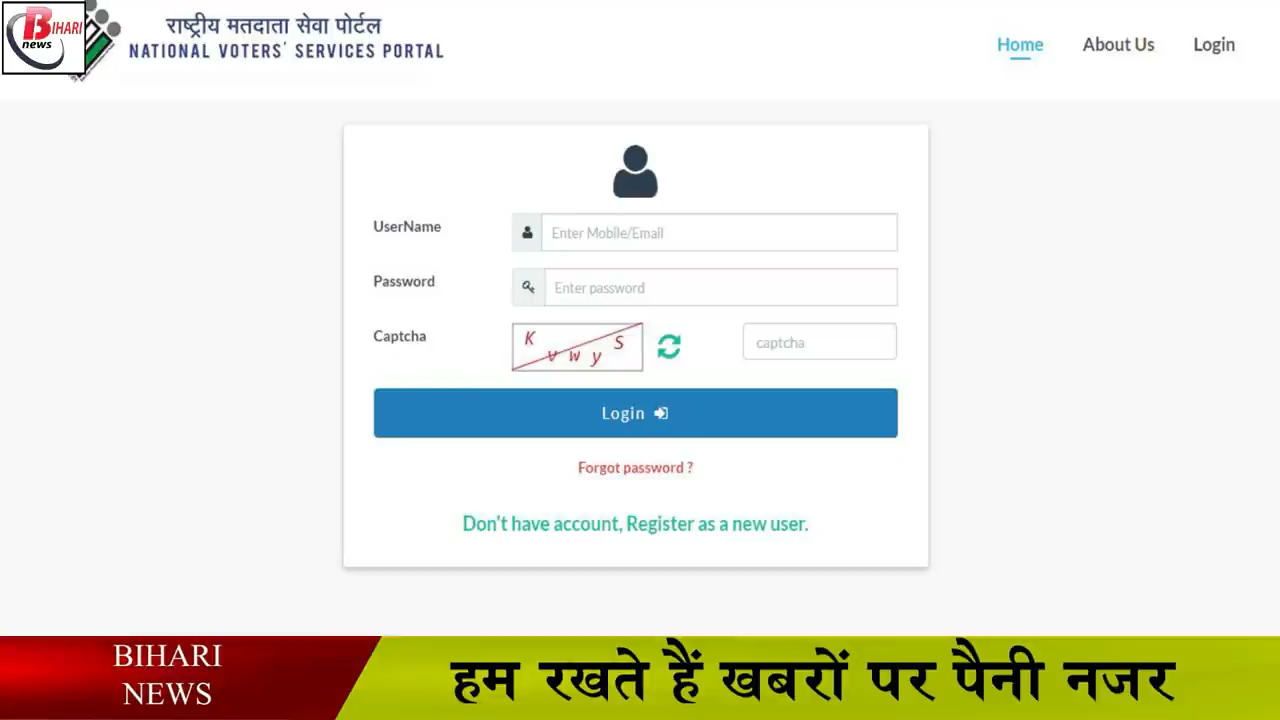 BIHARI
news
राष्ट्रीय मतदाता सेवा पोर्टल
NATIONAL VOTERS' SERVICES PORTAL
Home About Us Login
UserName Enter Mobile/Email
Password Enter password
Captcha K v w y S captcha
Login
Forgot password ?
Don't have account, Register as a new user.
BIHARI
NEWS
हम रखते हैं खबरों पर पैनी नजर